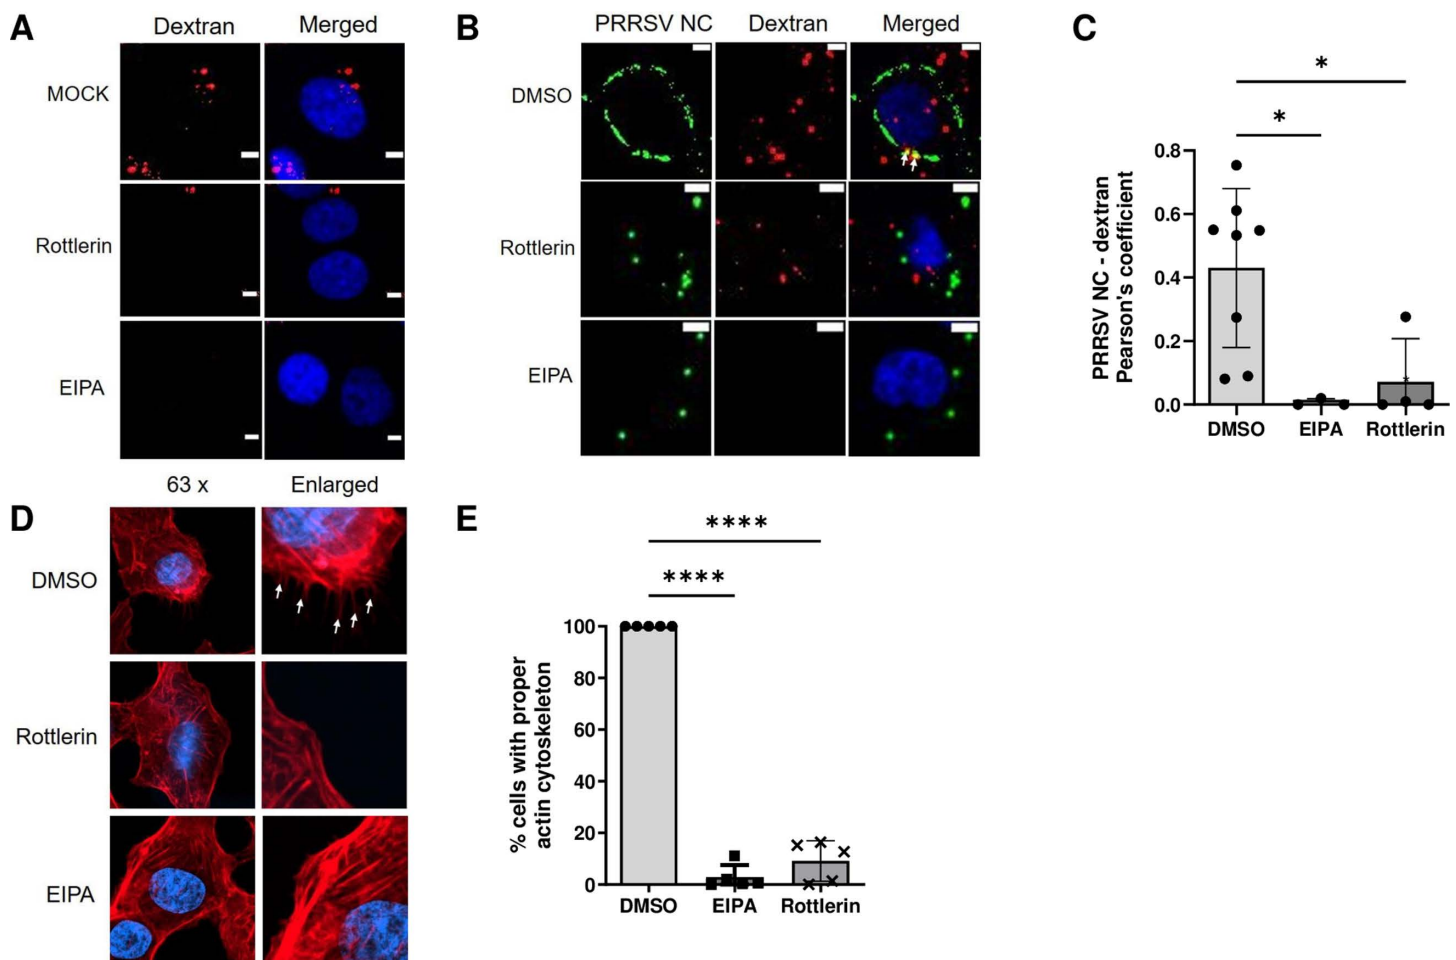 A
Dextran
Merged
MOCK
Rottlerin
EIPA
B
PRRSV NC
Dextran
Merged
DMSO
Rottlerin
EIPA
C
*
*
PRRSV NC - dextran
Pearson's coefficient
0.8
0.6
0.4
0.2
0.0
DMSO
EIPA
Rottlerin
D
63 x
Enlarged
DMSO
Rottlerin
EIPA
E
****
****
% cells with proper
actin cytoskeleton
100
80
60
40
20
0
DMSO
EIPA
Rottlerin